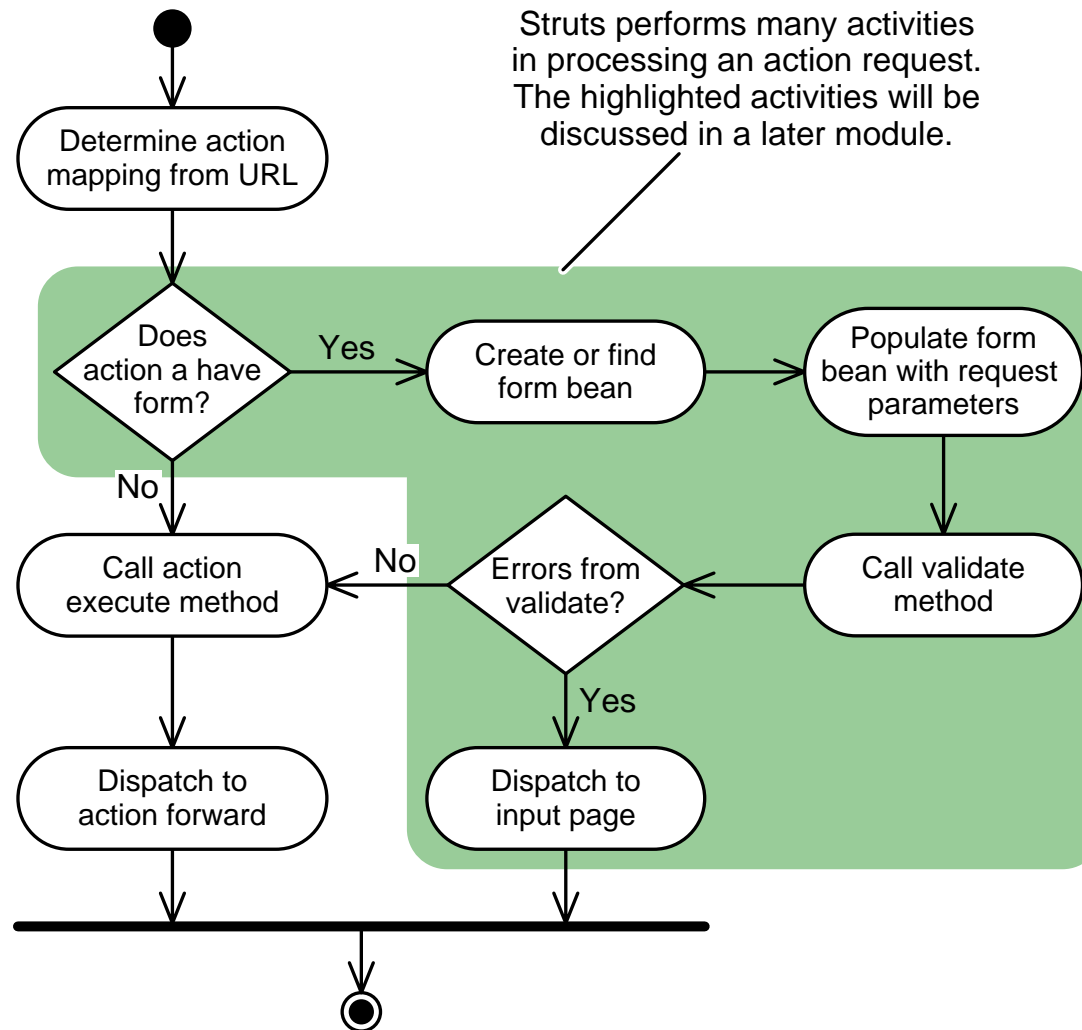 Struts performs many activities
in processing an action request.
The highlighted activities will be
discussed in a later module.
Determine action
mapping from URL
Does
action a have
form?
Yes
Create or find
form bean
Populate form
bean with request
parameters
No
Call action
execute method
No
Errors from
validate?
Call validate
method
Yes
Dispatch to
action forward
Dispatch to
input page